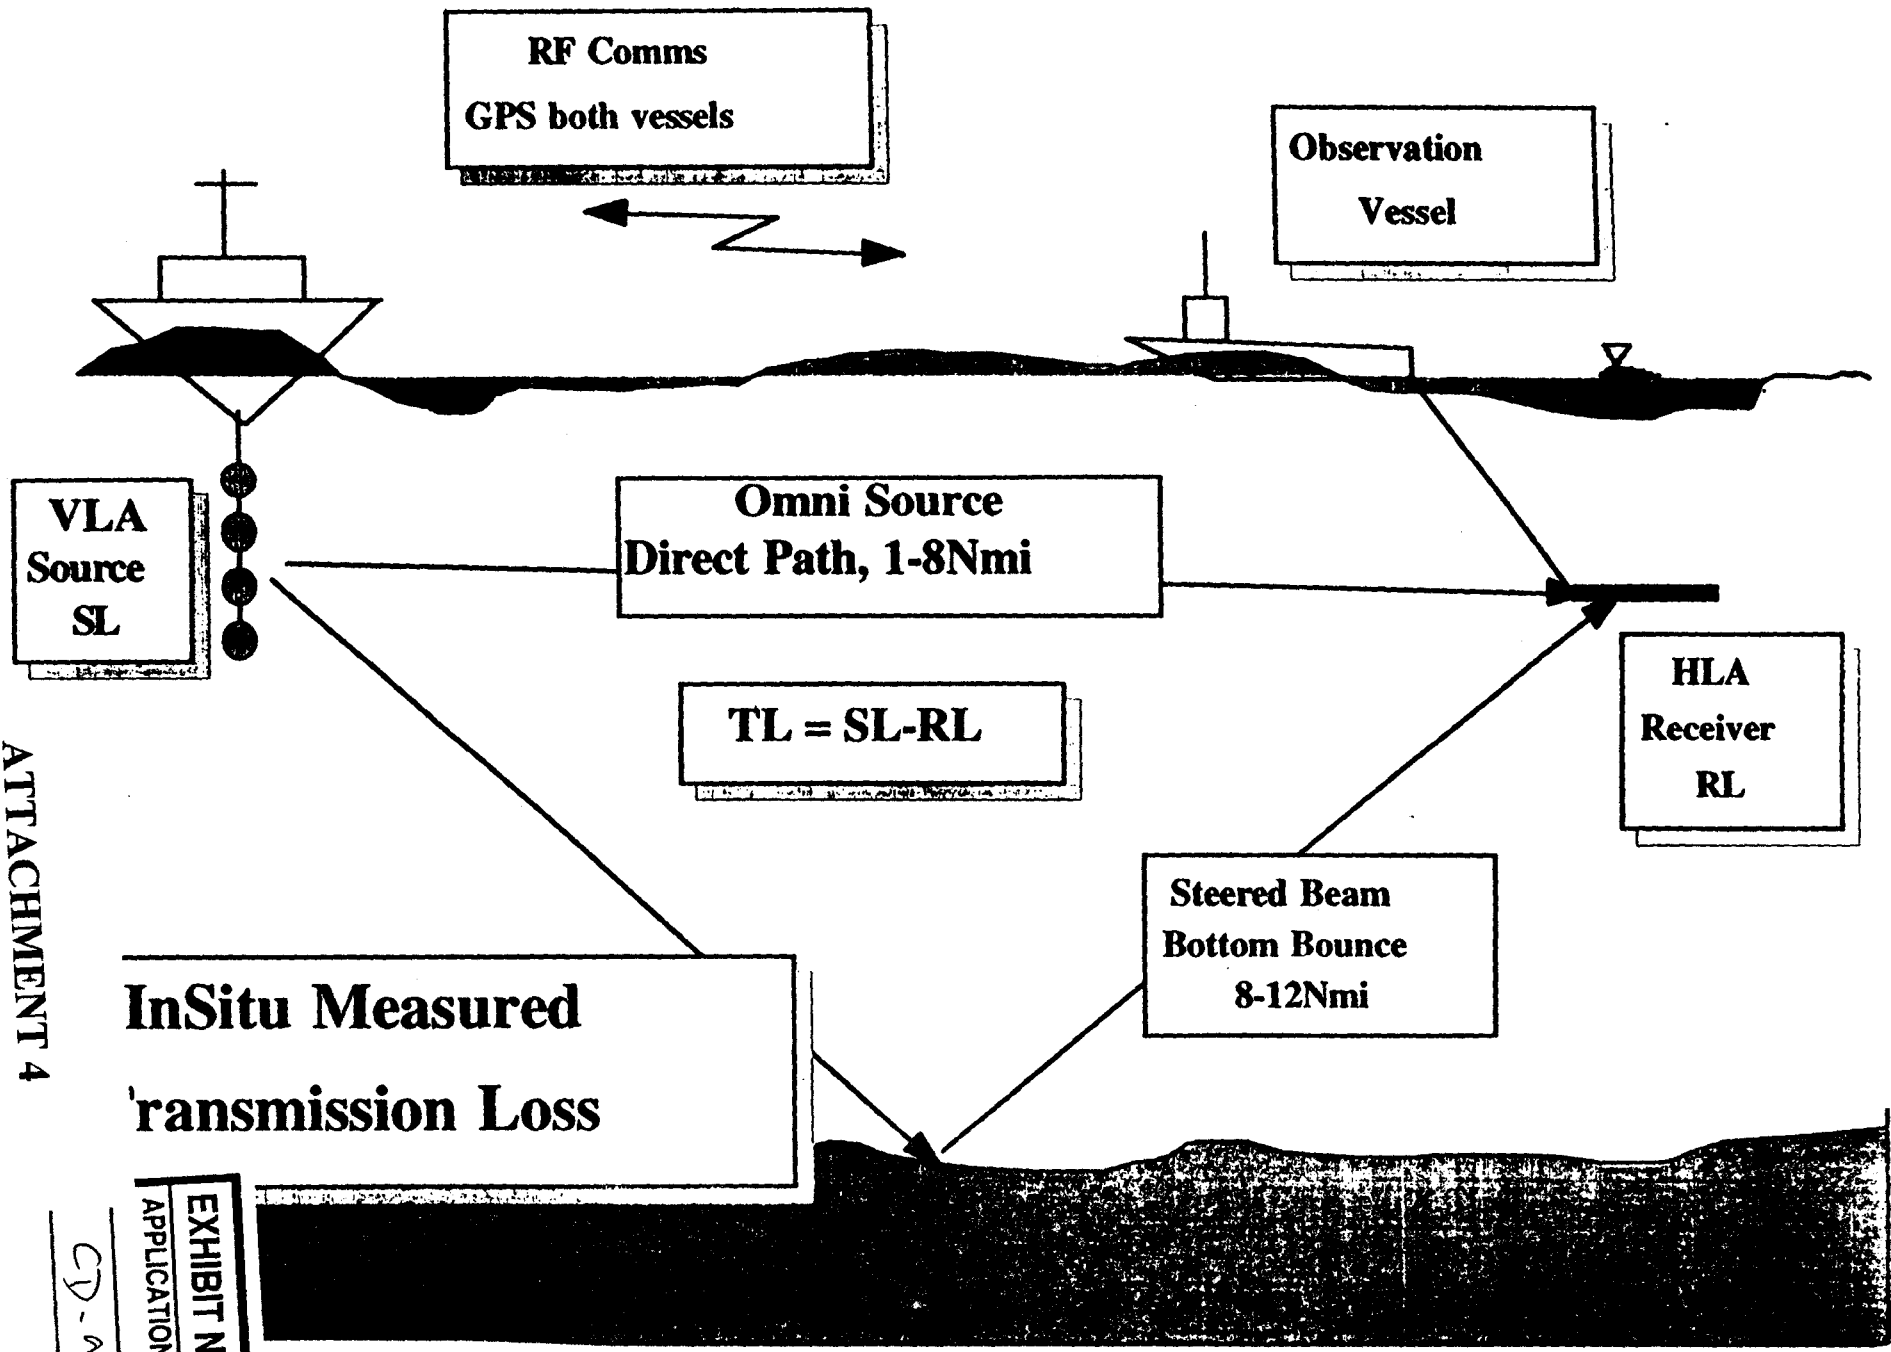 RF Comms
GPS both vessels
Observation
Vessel
VLA
Source
SL
Omni Source
Direct Path, 1-8Nmi
TL = SL-RL
HLA
Receiver
RL
Steered Beam
Bottom Bounce
8-12Nmi
InSitu Measured
ransmission Loss
ATTACHMENT 4
EXHIBIT N
APPLICATION
CD-